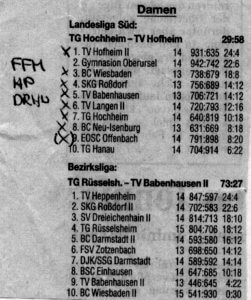 Damen
Landesliga Süd:
TG Hochheim – TV Hofheim 29:58
1. TV Hofheim II 14 931:635 24:4
2. Gymnasion Oberursel 14 942:742 22:6
3. BC Wiesbaden 13 738:679 18:8
4. SKG Roßdorf 13 756:689 14:12
5. TV Babenhausen 13 706:721 14:12
6. TV Langen II 14 720:793 12:16
7. TG Hochheim 14 640:819 10:18
8. BC Neu-Isenburg 13 631:669 8:18
9. EOSC Offenbach 14 791:898 8:20
10. TG Hanau 14 704:914 6:22
FFM
HP
Bezirksliga:
TG Rüsselsh. – TV Babenhausen II 73:27
1. TV Heppenheim 14 847:597 24:4
2. SKG Roßdorf II 14 702:583 22:6
3. SV Dreieichenhain II 14 814:713 18:10
4. TG Rüsselsheim 15 804:706 18:12
5. BC Darmstadt II 14 593:580 16:12
6. FSV Zotzenbach 13 698:650 14:12
7. DJK/SSG Darmstadt 14 589:592 14:14
8. BSC Einhausen 14 647:685 10:18
9. TV Babenhausen II 13 446:645 4:22
10. BC Wiesbaden II 15 541:930 0:30